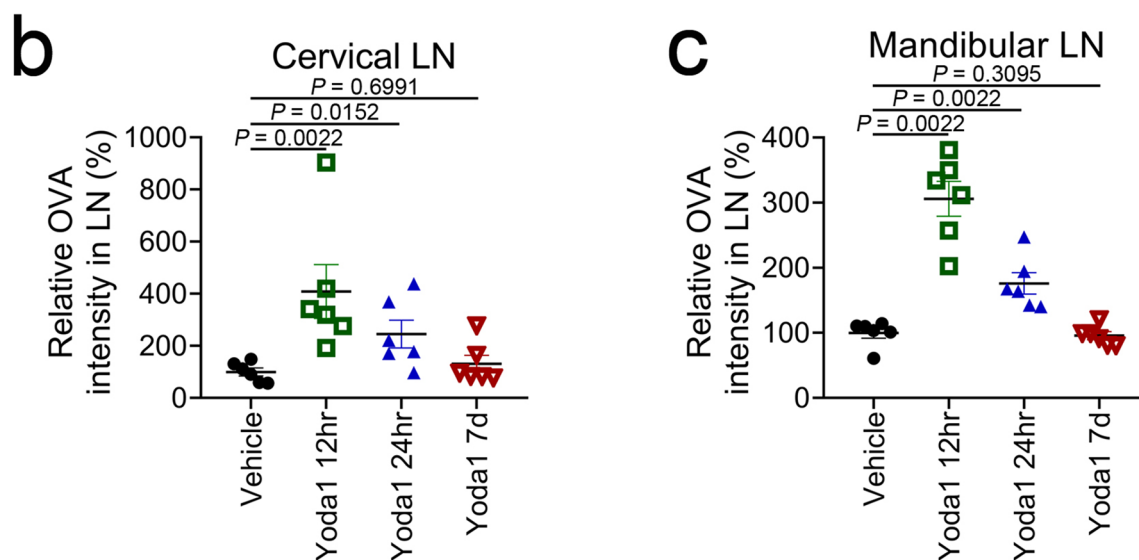 b
Cervical LN
P = 0.6991
P = 0.0152
P = 0.0022
Relative OVA
intensity in LN (%)
1000
800
600
400
200
0
Vehicle
Yoda1 12hr
Yoda1 24hr
Yoda1 7d
c
Mandibular LN
P = 0.3095
P = 0.0022
P = 0.0022
Relative OVA
intensity in LN (%)
400
300
200
100
0
Vehicle
Yoda1 12hr
Yoda1 24hr
Yoda1 7d